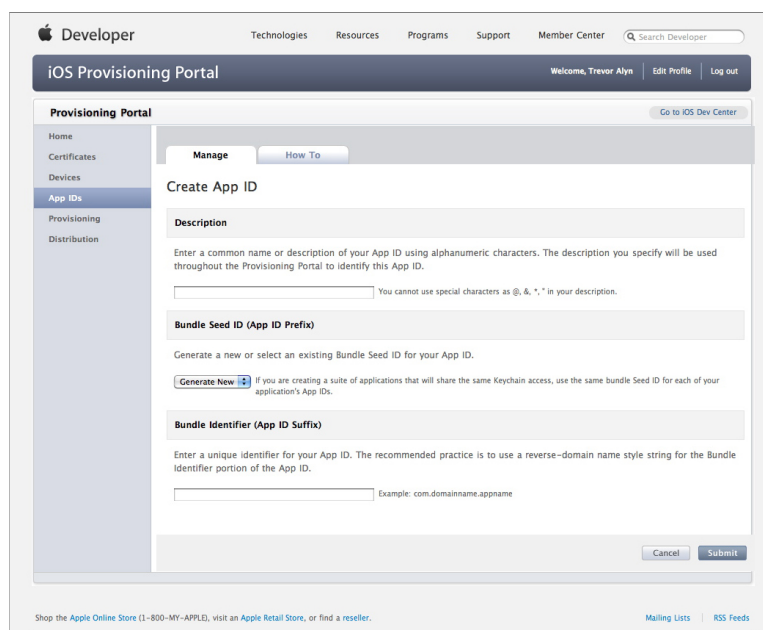 Developer
Technologies Resources Programs Support Member Center Search Developer
iOS Provisioning Portal
Welcome, Trevor Alyn Edit Profile Log out
Provisioning Portal
Go to iOS Dev Center
Home
Certificates
Devices
App IDs
Provisioning
Distribution
Manage How To
Create App ID
Description
Enter a common name or description of your App ID using alphanumeric characters. The description you specify will be used
throughout the Provisioning Portal to identify this App ID.
You cannot use special characters as @, &, *, " in your description.
Bundle Seed ID (App ID Prefix)
Generate a new or select an existing Bundle Seed ID for your App ID.
Generate New
If you are creating a suite of applications that will share the same Keychain access, use the same bundle Seed ID for each of your
application's App IDs.
Bundle Identifier (App ID Suffix)
Enter a unique identifier for your App ID. The recommended practice is to use a reverse-domain name style string for the Bundle
Identifier portion of the App ID.
Example: com.domainname.appname
Cancel Submit
Shop the Apple Online Store (1-800-MY-APPLE), visit an Apple Retail Store, or find a reseller.
Mailing Lists RSS Feeds